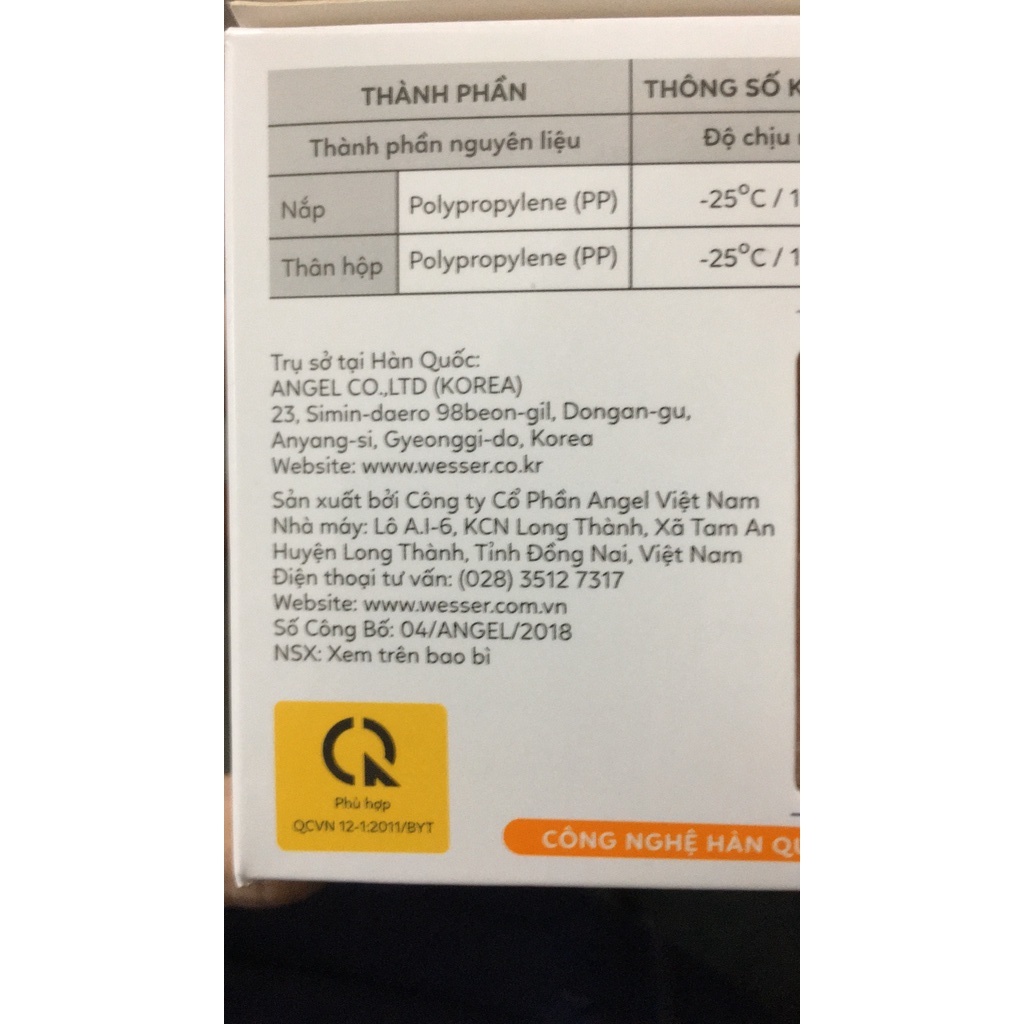 THÀNH PHẦN THÔNG SỐ
Thành phần nguyên liệu Độ chịu
Nắp Polypropylene (PP) -25°C / 1
Thân hộp Polypropylene (PP) -25°C / 1
Trụ sở tại Hàn Quốc:
ANGEL CO.,LTD (KOREA)
23, Simin-daero 98beon-gil, Dongan-gu,
Anyang-si, Gyeonggi-do, Korea
Website: www.wesser.co.kr
Sản xuất bởi Công ty Cổ Phần Angel Việt Nam
Nhà máy: Lô A.I-6, KCN Long Thành, Xã Tam An
Huyện Long Thành, Tỉnh Đồng Nai, Việt Nam
Điện thoại tư vấn: (028) 3512 7317
Website: www.wesser.com.vn
Số Công Bố: 04/ANGEL/2018
NSX: Xem trên bao bì
Phù hợp
QCVN 12-1:2011/BYT
CÔNG NGHỆ HÀN